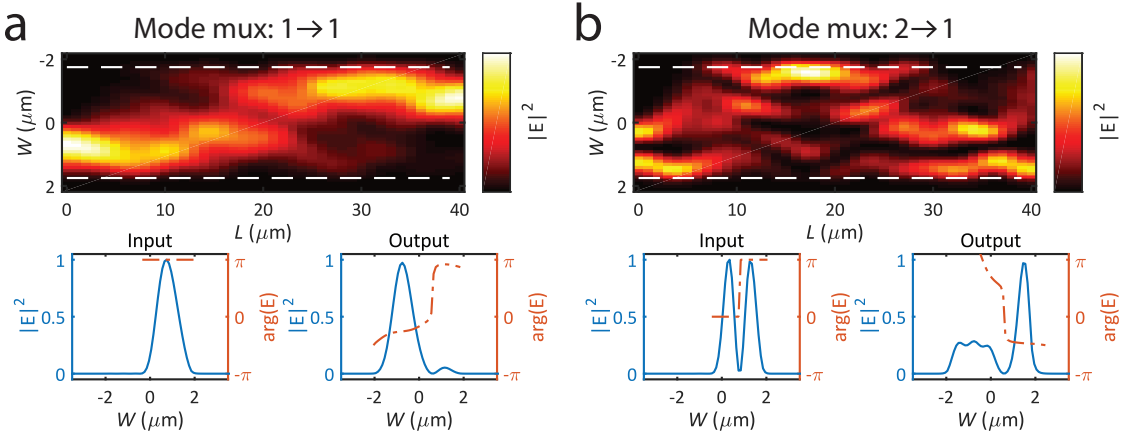 a
Mode mux: 1→1
-2
0
2
W (μm)
0
10
20
30
40
L (μm)
|E|²
Input
1
0.5
0
|E|²
π
0
-π
arg(E)
-2
0
2
W (μm)
Output
1
0.5
0
|E|²
π
0
-π
arg(E)
-2
0
2
W (μm)
b
Mode mux: 2→1
-2
0
2
W (μm)
0
10
20
30
40
L (μm)
|E|²
Input
1
0.5
0
|E|²
π
0
-π
arg(E)
-2
0
2
W (μm)
Output
1
0.5
0
|E|²
π
0
-π
arg(E)
-2
0
2
W (μm)